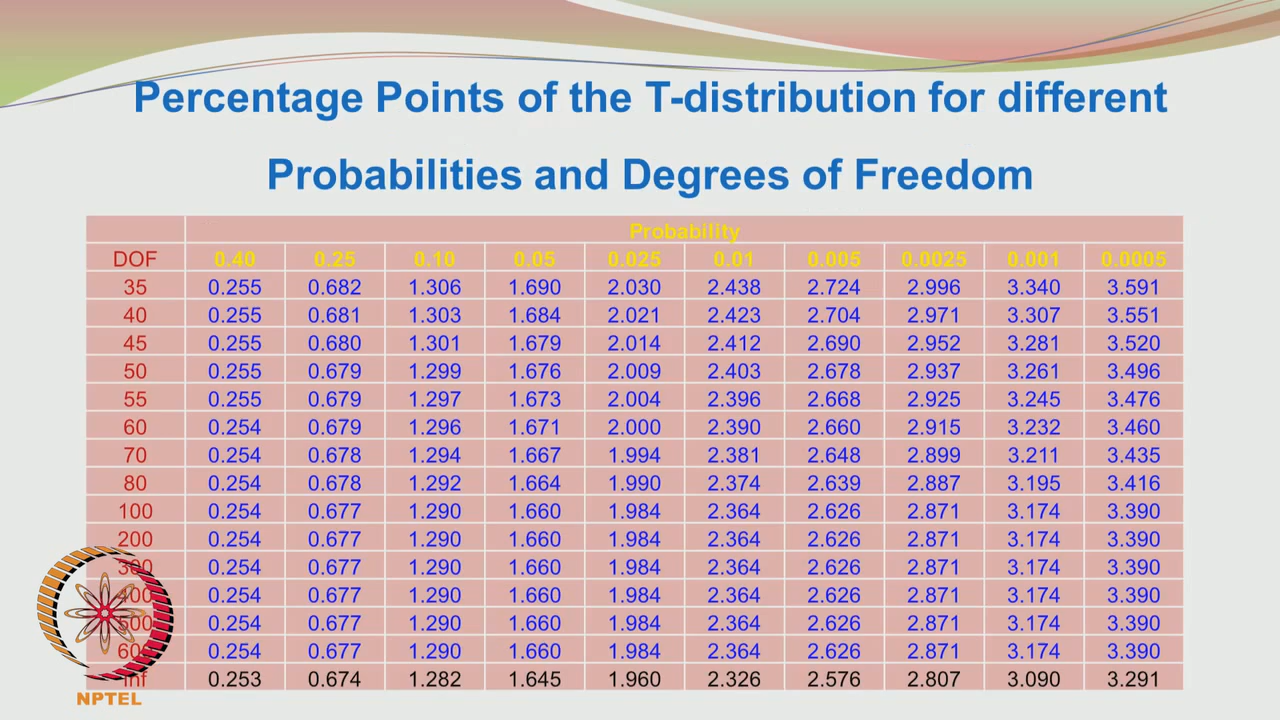 Percentage Points of the T-distribution for different
Probabilities and Degrees of Freedom
Probability
DOF 0.40 0.25 0.10 0.05 0.025 0.01 0.005 0.0025 0.001 0.0005
35 0.255 0.682 1.306 1.690 2.030 2.438 2.724 2.996 3.340 3.591
40 0.255 0.681 1.303 1.684 2.021 2.423 2.704 2.971 3.307 3.551
45 0.255 0.680 1.301 1.679 2.014 2.412 2.690 2.952 3.281 3.520
50 0.255 0.679 1.299 1.676 2.009 2.403 2.678 2.937 3.261 3.496
55 0.255 0.679 1.297 1.673 2.004 2.396 2.668 2.925 3.245 3.476
60 0.254 0.679 1.296 1.671 2.000 2.390 2.660 2.915 3.232 3.460
70 0.254 0.678 1.294 1.667 1.994 2.381 2.648 2.899 3.211 3.435
80 0.254 0.678 1.292 1.664 1.990 2.374 2.639 2.887 3.195 3.416
100 0.254 0.677 1.290 1.660 1.984 2.364 2.626 2.871 3.174 3.390
200 0.254 0.677 1.290 1.660 1.984 2.364 2.626 2.871 3.174 3.390
300 0.254 0.677 1.290 1.660 1.984 2.364 2.626 2.871 3.174 3.390
400 0.254 0.677 1.290 1.660 1.984 2.364 2.626 2.871 3.174 3.390
500 0.254 0.677 1.290 1.660 1.984 2.364 2.626 2.871 3.174 3.390
600 0.254 0.677 1.290 1.660 1.984 2.364 2.626 2.871 3.174 3.390
inf 0.253 0.674 1.282 1.645 1.960 2.326 2.576 2.807 3.090 3.291
NPTEL